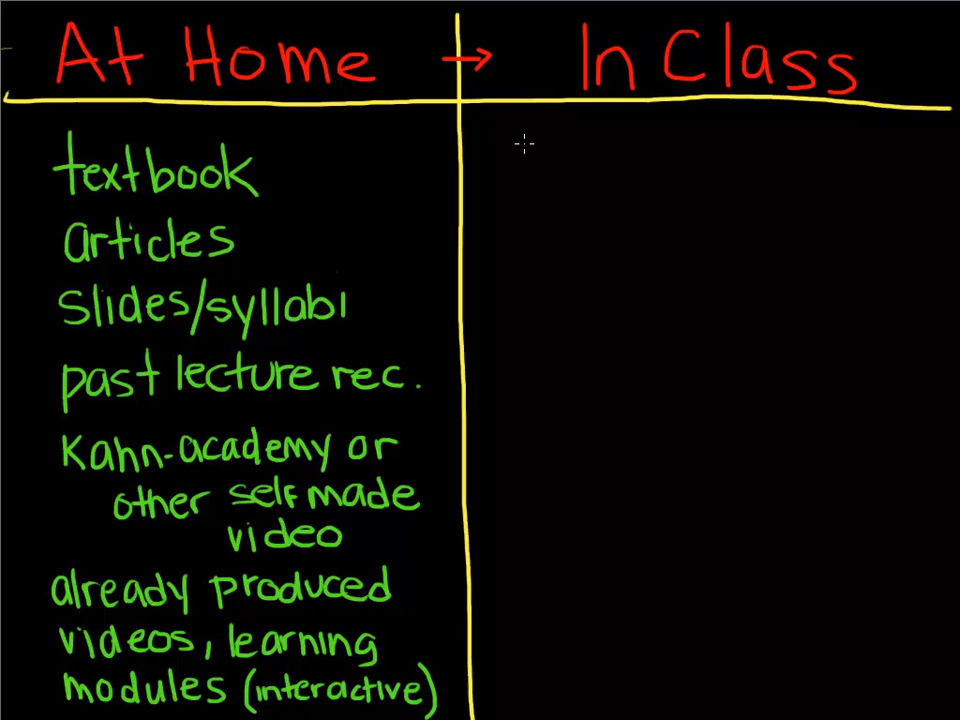 At Home → In Class
textbook
articles
Slides/syllabi
past lecture rec.
Kahn-academy or
other self made
video
already produced
videos, learning
modules (interactive)